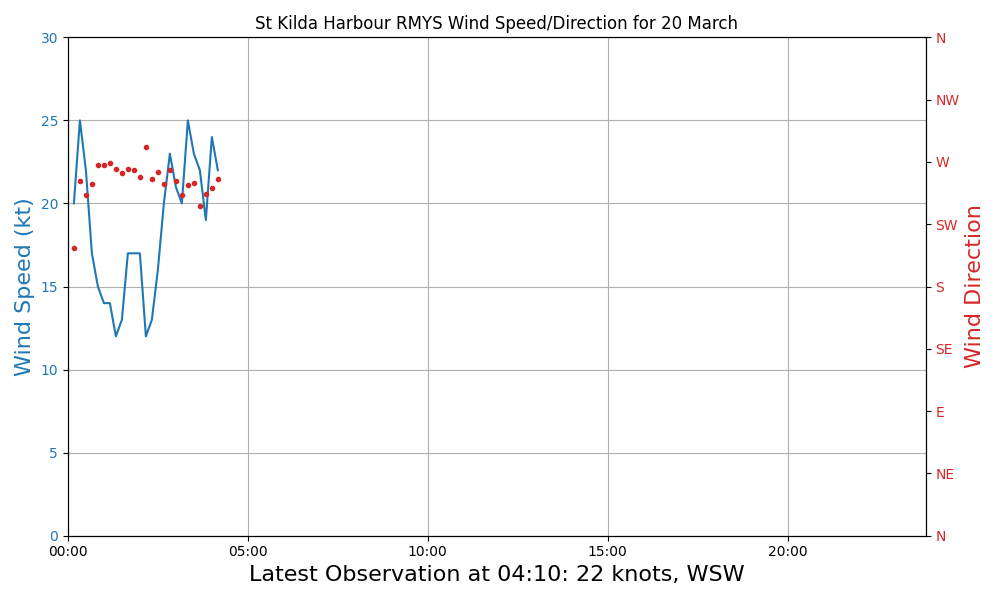 St Kilda Harbour RMYS Wind Speed/Direction for 20 March
30
25
20
15
10
5
0
Wind Speed (kt)
N
NW
W
SW
S
SE
E
NE
N
Wind Direction
00:00
05:00
10:00
15:00
20:00
Latest Observation at 04:10: 22 knots, WSW